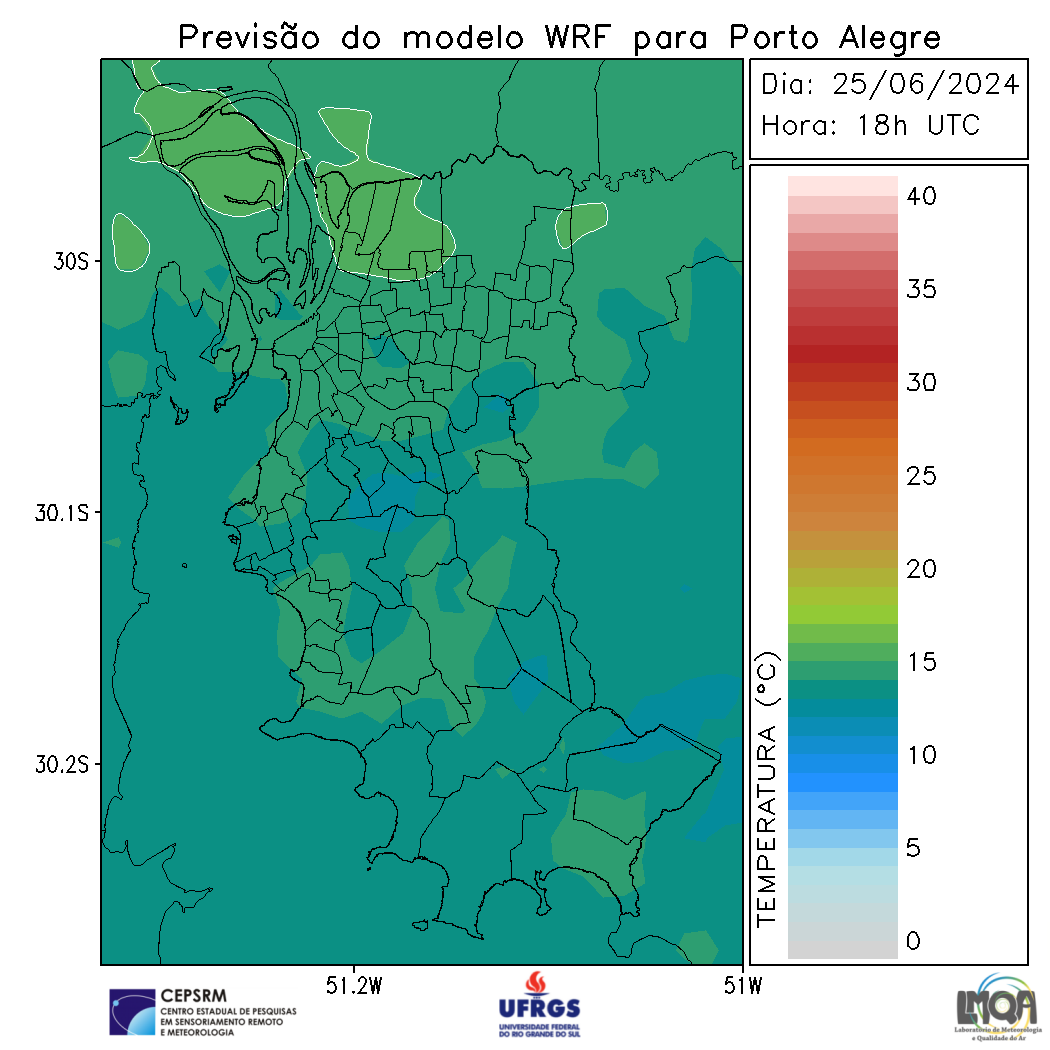 Previsão do modelo WRF para Porto Alegre
Dia: 25/06/2024
Hora: 18h UTC
40
35
30
25
20
15
10
5
0
TEMPERATURA (°C)
30S
30.1S
30.2S
51.2W
51W
CEPSRM
CENTRO ESTADUAL DE PESQUISAS
EM SENSORIAMENTO REMOTO
E METEOROLOGIA
UFRGS
UNIVERSIDADE FEDERAL
DO RIO GRANDE DO SUL
LMQA
Laboratório de Meteorologia
e Qualidade do Ar